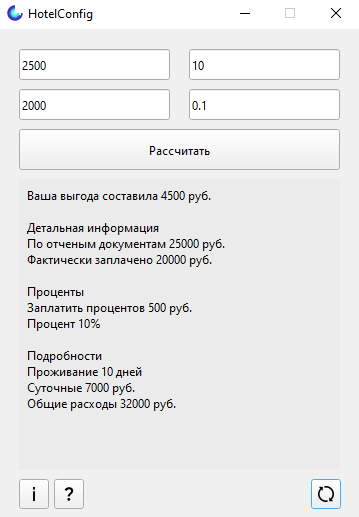 HotelConfig
2500
10
2000
0.1
Рассчитать
Ваша выгода составила 4500 руб.
Детальная информация
По отченым документам 25000 руб.
Фактически заплачено 20000 руб.
Проценты
Заплатить процентов 500 руб.
Процент 10%
Подробности
Проживание 10 дней
Суточные 7000 руб.
Общие расходы 32000 руб.
i
?